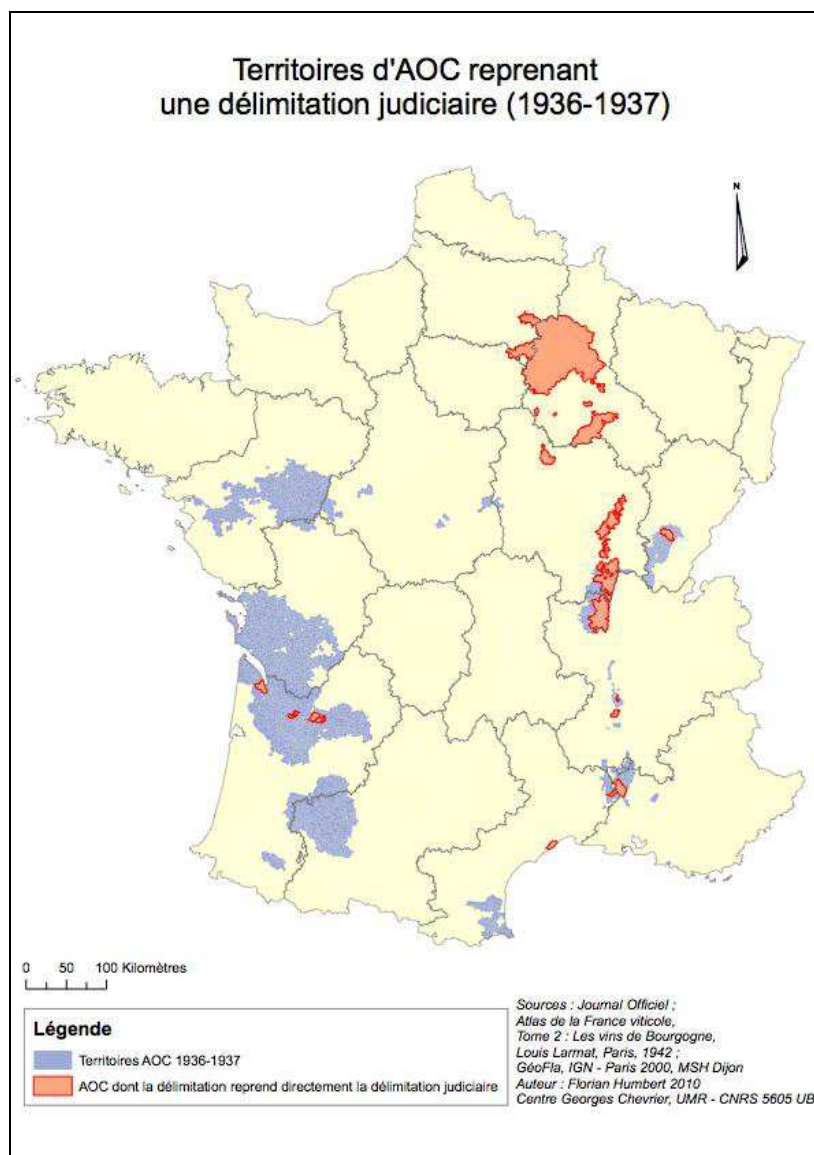 Territoires d'AOC reprenant
une délimitation judiciaire (1936-1937)
N
0 50 100 Kilomètres
Légende
Territoires AOC 1936-1937
AOC dont la délimitation reprend directement la délimitation judiciaire
Sources : Journal Officiel ;
Atlas de la France viticole,
Tome 2 : Les vins de Bourgogne,
Louis Larmat, Paris, 1942 ;
GéoFla, IGN - Paris 2000, MSH Dijon
Auteur : Florian Humbert 2010
Centre Georges Chevrier, UMR - CNRS 5605 UB